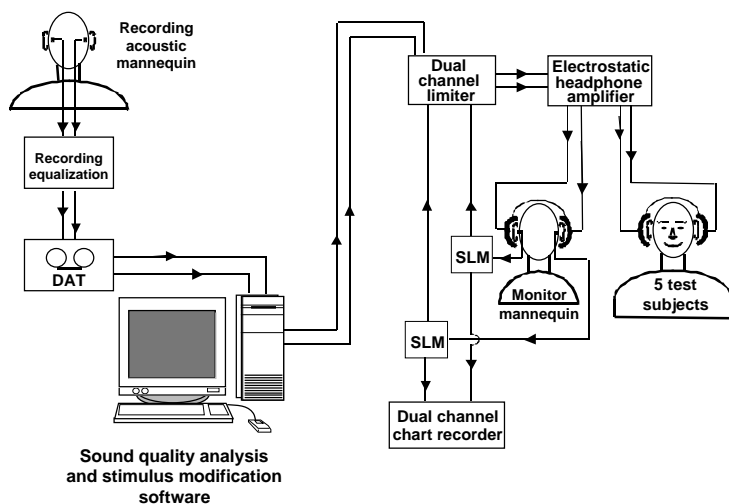 Recording
acoustic
mannequin
Recording
equalization
DAT
Sound quality analysis
and stimulus modification
software
Dual
channel
limiter
Electrostatic
headphone
amplifier
SLM
Monitor
mannequin
5 test
subjects
SLM
Dual channel
chart recorder